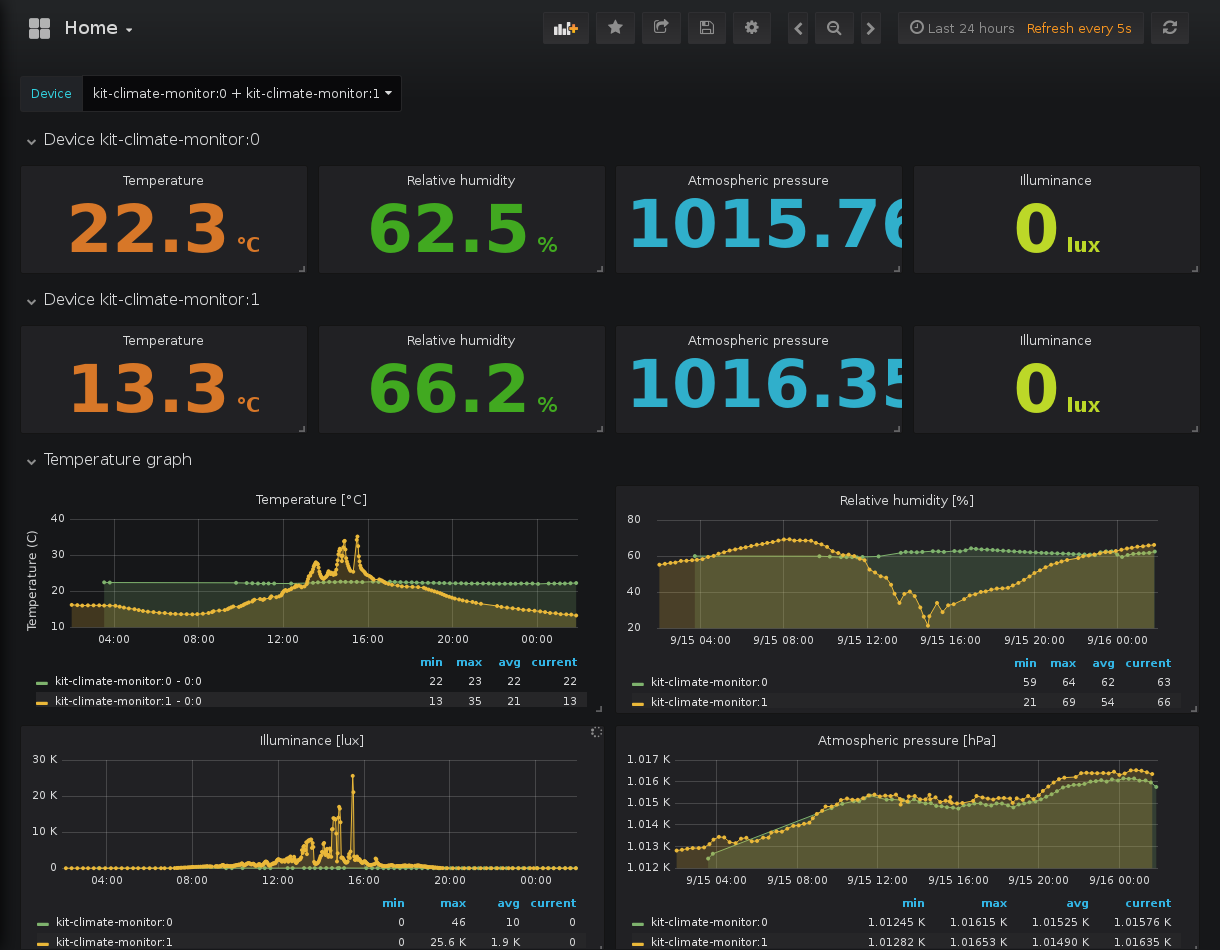 Home
Last 24 hours Refresh every 5s
Device kit-climate-monitor:0 + kit-climate-monitor:1
Device kit-climate-monitor:0
Temperature Relative humidity Atmospheric pressure Illuminance
22.3 °C 62.5 % 1015.76 0 lux
Device kit-climate-monitor:1
Temperature Relative humidity Atmospheric pressure Illuminance
13.3 °C 66.2 % 1016.35 0 lux
Temperature graph
Temperature [°C]
Temperature (C)
40
30
20
10
04:00 08:00 12:00 16:00 20:00 00:00
min max avg current
kit-climate-monitor:0 - 0:0 22 23 22 22
kit-climate-monitor:1 - 0:0 13 35 21 13
Relative humidity [%]
80
60
40
20
9/15 04:00 9/15 08:00 9/15 12:00 9/15 16:00 9/15 20:00 9/16 00:00
min max avg current
kit-climate-monitor:0 59 64 62 63
kit-climate-monitor:1 21 69 54 66
Illuminance [lux]
30 K
20 K
10 K
0
04:00 08:00 12:00 16:00 20:00 00:00
min max avg current
kit-climate-monitor:0 0 46 10 0
kit-climate-monitor:1 0 25.6 K 1.9 K 0
Atmospheric pressure [hPa]
1.017 K
1.016 K
1.015 K
1.014 K
1.013 K
1.012 K
9/15 04:00 9/15 08:00 9/15 12:00 9/15 16:00 9/15 20:00 9/16 00:00
min max avg current
kit-climate-monitor:0 1.01245 K 1.01615 K 1.01525 K 1.01576 K
kit-climate-monitor:1 1.01282 K 1.01653 K 1.01490 K 1.01635 K